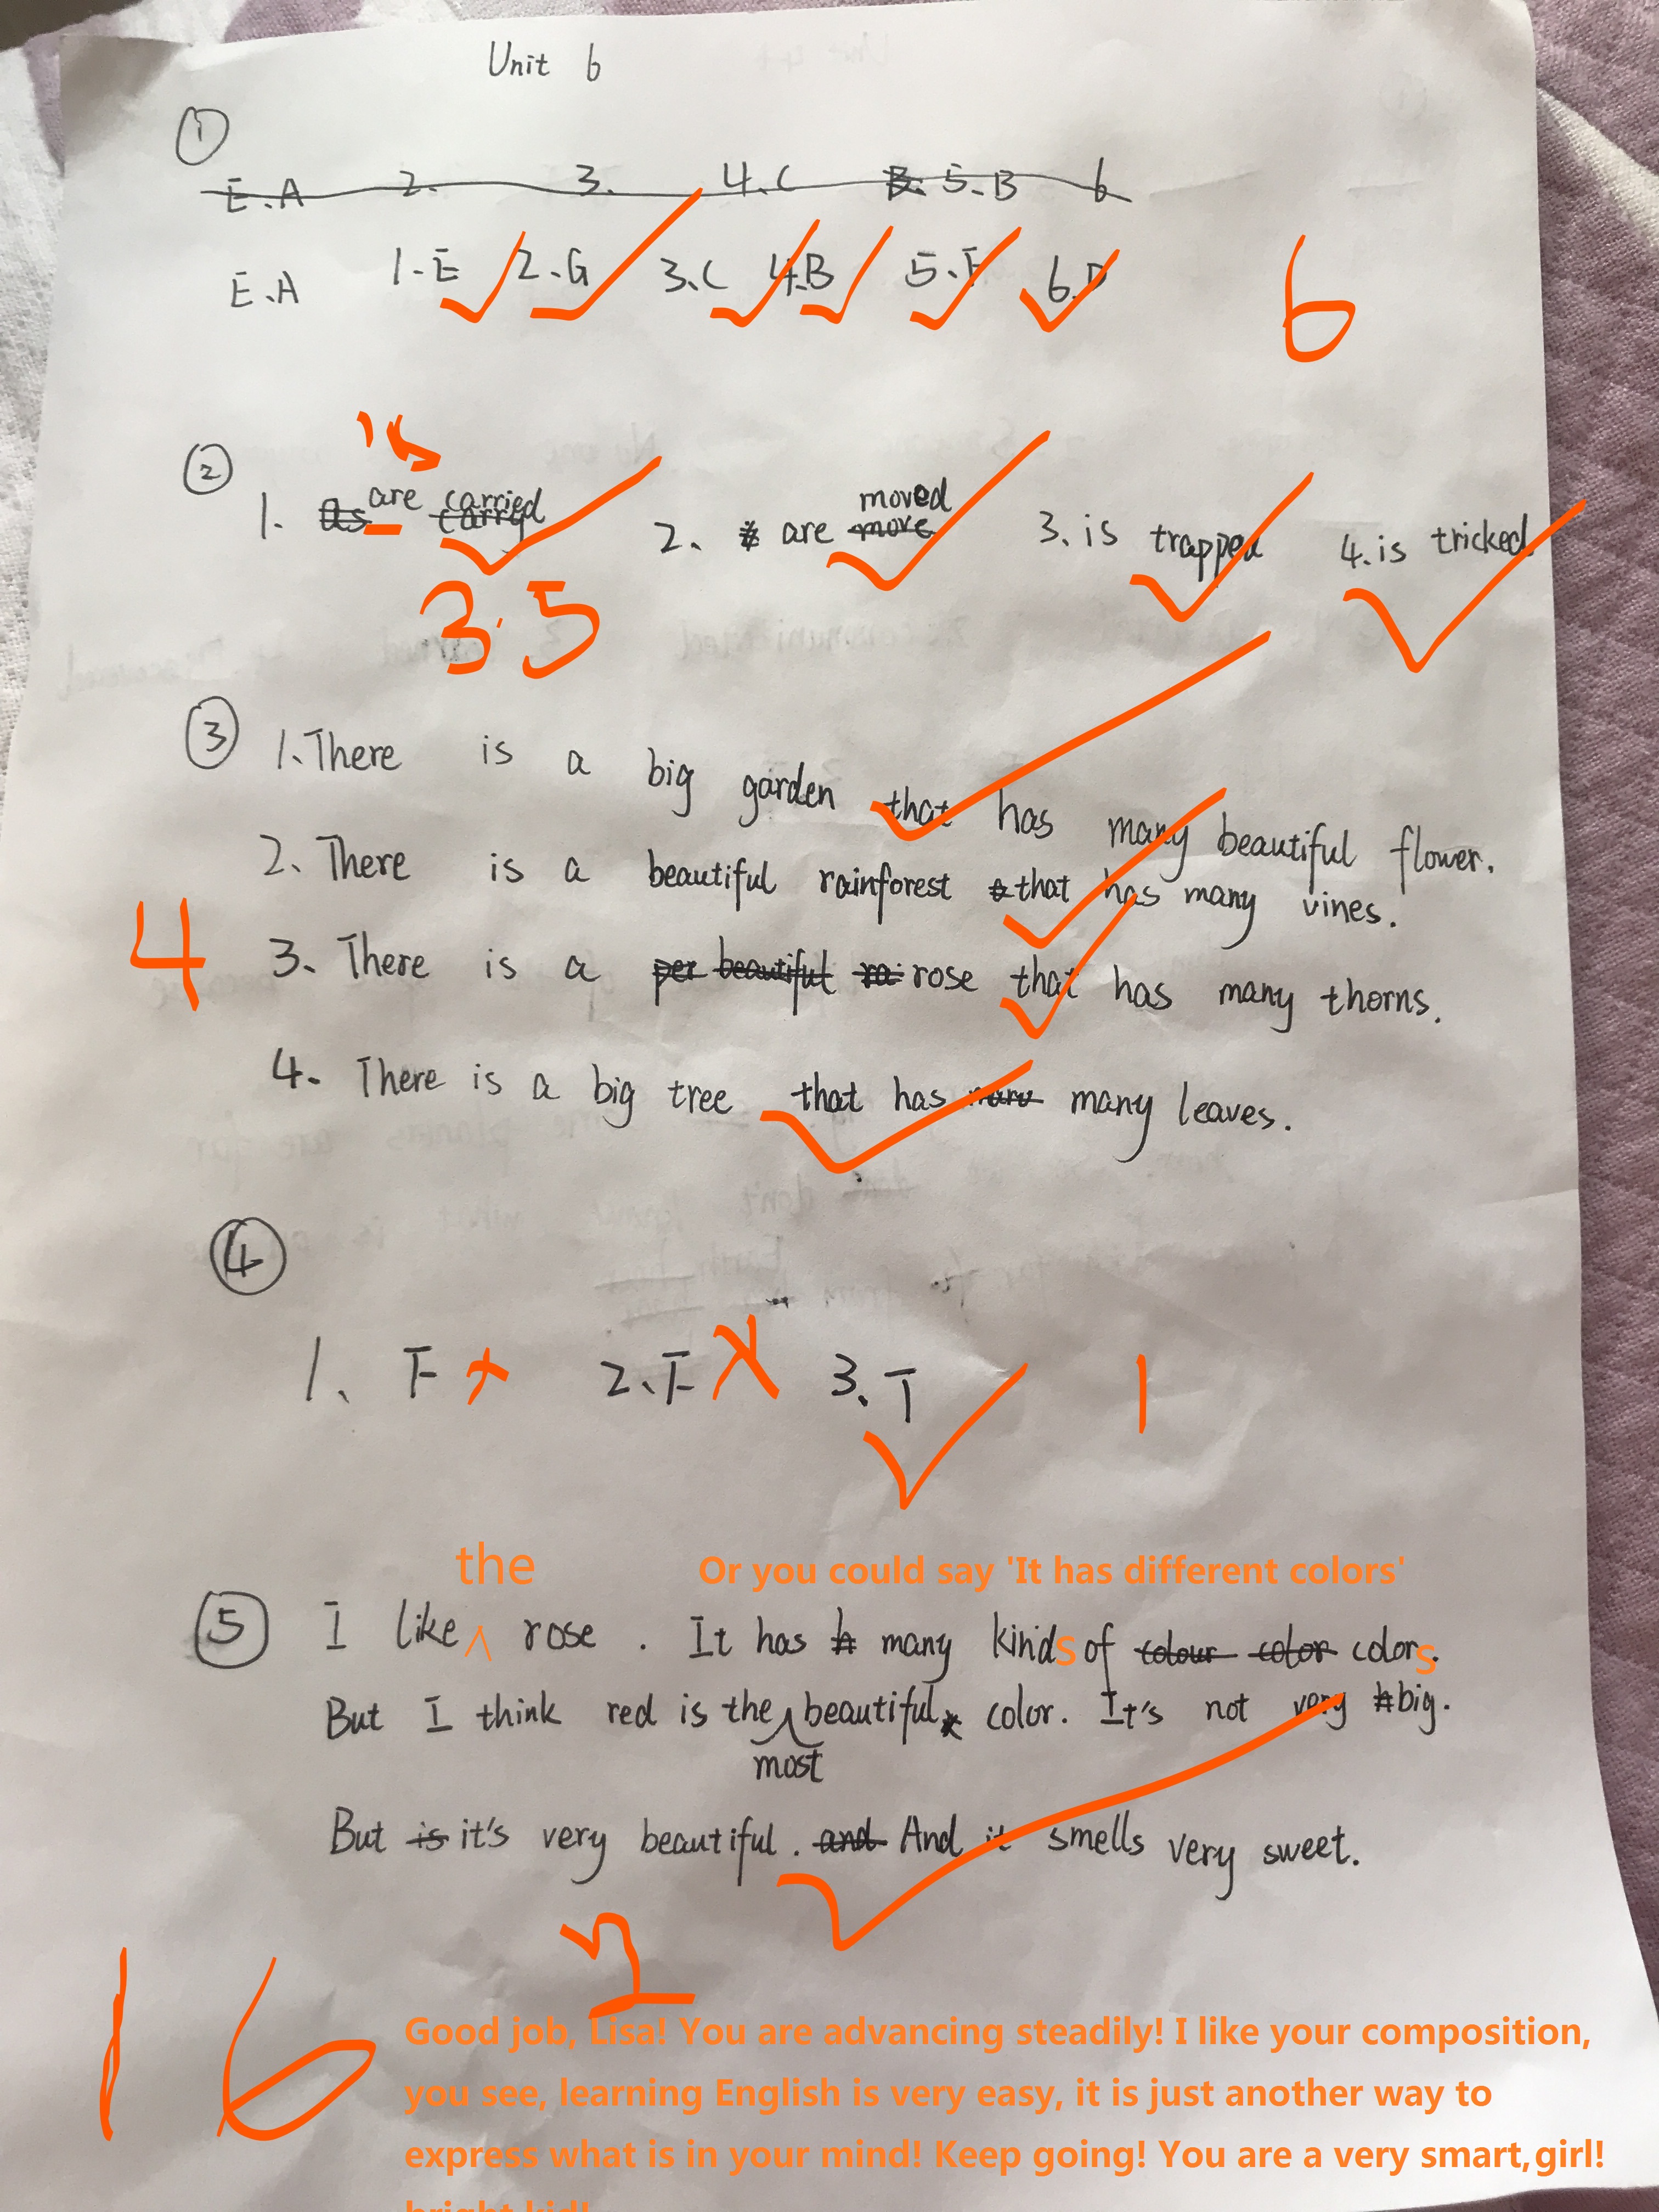 Unit 6
①
E.A 2. 3. 4.C 5.B 6
E.A 1.E 2.G 3.C 4.B 5.F 6.D 6
is
② 1. are carried 2. are moved 3. is trapped 4. is tricked
3.5
③ 1. There is a big garden that has many beautiful flower.
2. There is a beautiful rainforest that has many vines.
4
3. There is a per beautiful ra rose that has many thorns.
4. There is a big tree that has many leaves.
④
1. F 2. F 3. T 1
the Or you could say 'It has different colors'
⑤ I like ^ rose. It has many kinds of colour color colors.
But I think red is the beautiful color. It's not very big.
most
But is it's very beautiful. and And it smells very sweet.
2
16
Good job, Lisa! You are advancing steadily! I like your composition,
you see, learning English is very easy, it is just another way to
express what is in your mind! Keep going! You are a very smart,girl!
bright kid!